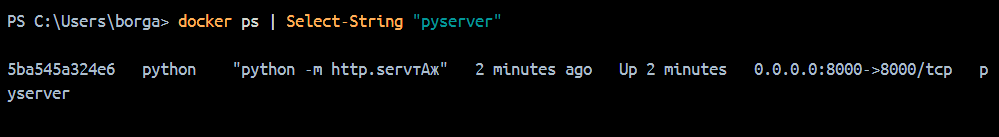 PS C:\Users\borga> docker ps | Select-String "pyserver"
5ba545a324e6   python    "python -m http.servтАж"   2 minutes ago   Up 2 minutes   0.0.0.0:8000->8000/tcp   p
yserver